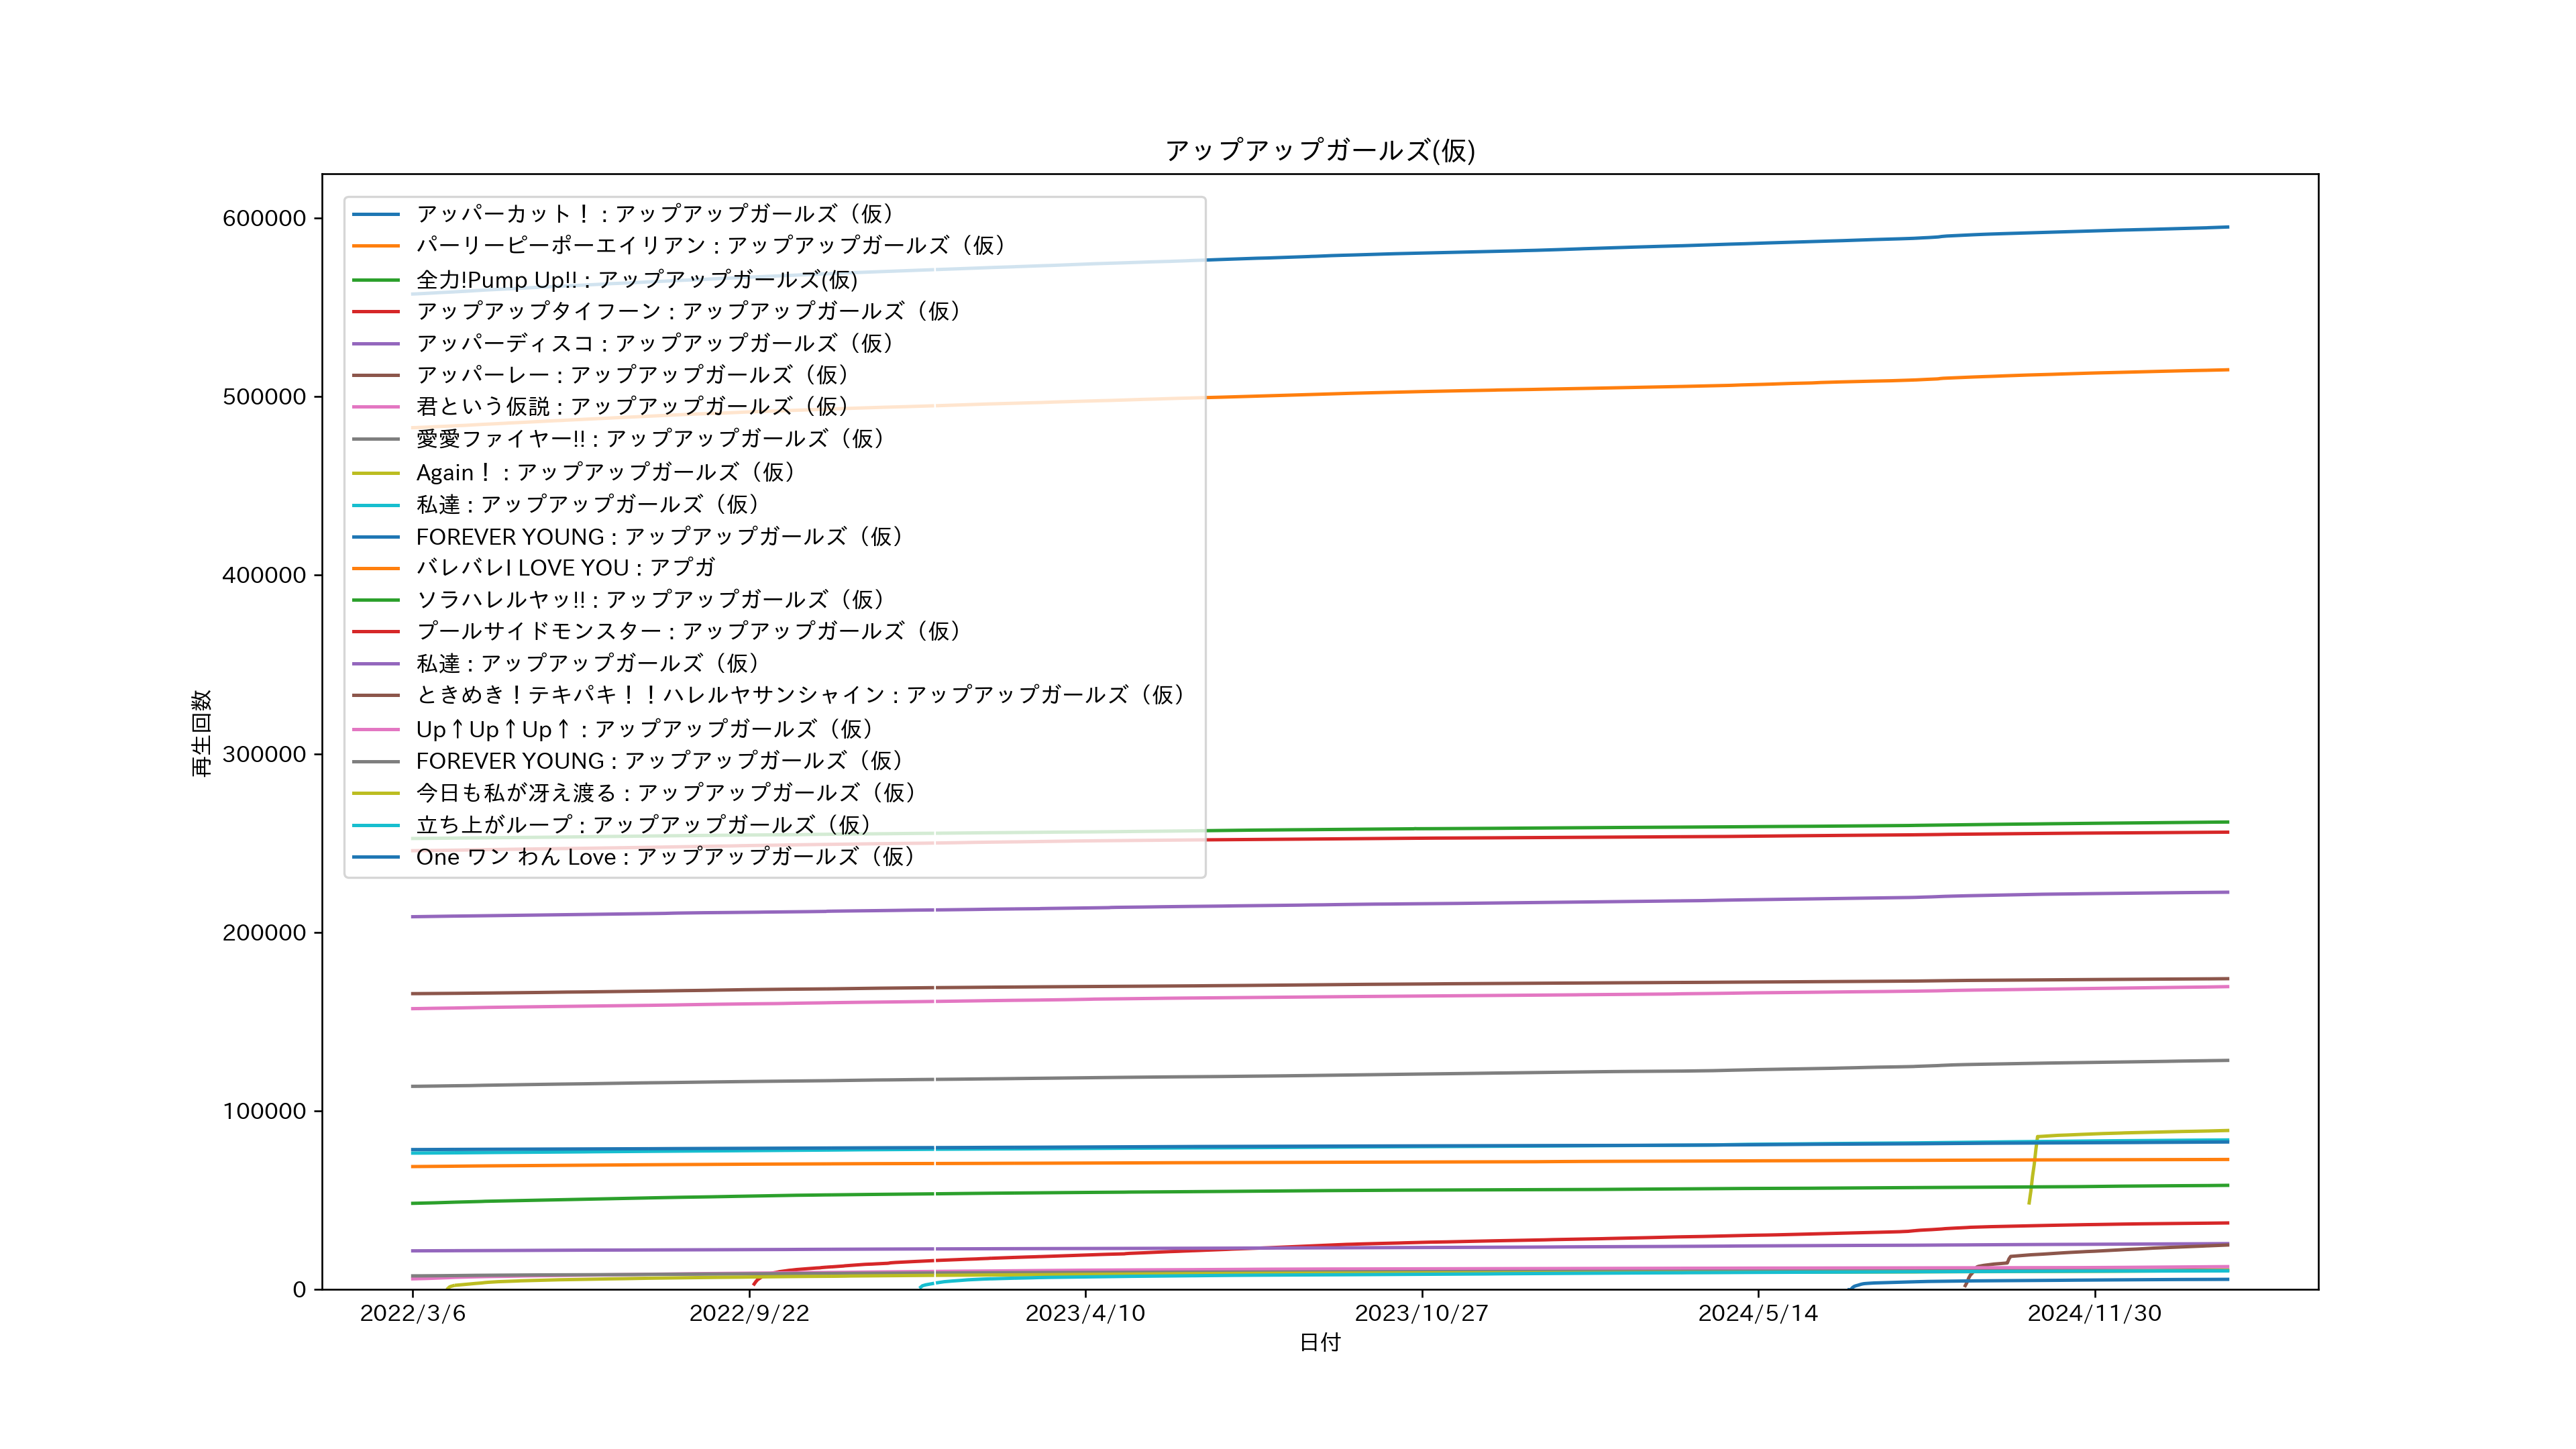 アップアップガールズ(仮)
600000
500000
400000
300000
200000
100000
0
再生回数
アッパーカット！ : アップアップガールズ（仮）
パーリーピーポーエイリアン : アップアップガールズ（仮）
全力!Pump Up!! : アップアップガールズ(仮)
アップアップタイフーン : アップアップガールズ（仮）
アッパーディスコ : アップアップガールズ（仮）
アッパーレー : アップアップガールズ（仮）
君という仮説 : アップアップガールズ（仮）
愛愛ファイヤー!! : アップアップガールズ（仮）
Again！ : アップアップガールズ（仮）
私達 : アップアップガールズ（仮）
FOREVER YOUNG : アップアップガールズ（仮）
バレバレI LOVE YOU : アプガ
ソラハレルヤッ!! : アップアップガールズ（仮）
プールサイドモンスター : アップアップガールズ（仮）
私達 : アップアップガールズ（仮）
ときめき！テキパキ！！ハレルヤサンシャイン : アップアップガールズ（仮）
Up↑Up↑Up↑ : アップアップガールズ（仮）
FOREVER YOUNG : アップアップガールズ（仮）
今日も私が冴え渡る : アップアップガールズ（仮）
立ち上がループ : アップアップガールズ（仮）
One ワン わん Love : アップアップガールズ（仮）
2022/3/6 2022/9/22 2023/4/10 2023/10/27 2024/5/14 2024/11/30
日付